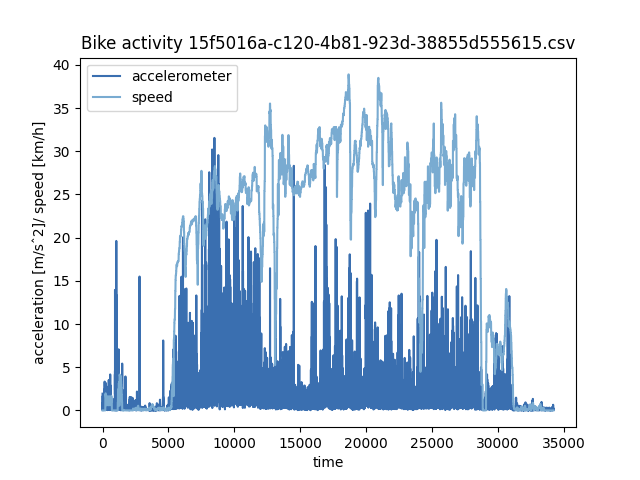 Bike activity 15f5016a-c120-4b81-923d-38855d555615.csv
accelerometer
speed
acceleration [m/s^2]/ speed [km/h]
40
35
30
25
20
15
10
5
0
0 5000 10000 15000 20000 25000 30000 35000
time